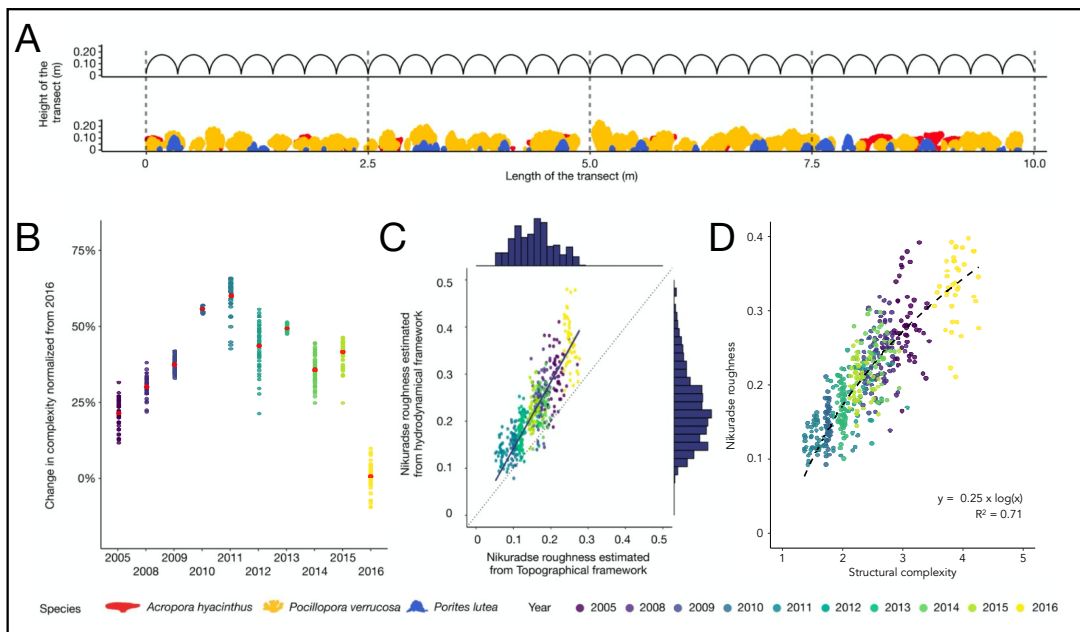 A
Height of the
transect (m)
0.20
0.10
0
0.20
0.10
0
0
2.5
5.0
7.5
10.0
Length of the transect (m)
B
Change in complexity normalized from 2016
75%
50%
25%
0%
2005
2009
2011
2013
2015
2008
2010
2012
2014
2016
C
Nikuradse roughness estimated
from hydrodynamical framework
0.5
0.4
0.3
0.2
0.1
0
0
0.1
0.2
0.3
0.4
0.5
Nikuradse roughness estimated
from Topographical framework
D
Nikuradse roughness
0.4
0.3
0.2
0.1
0
y = 0.25 x log(x)
R² = 0.71
1
2
3
4
5
Structural complexity
Species Acropora hyacinthus Pocillopora verrucosa Porites lutea Year 2005 2008 2009 2010 2011 2012 2013 2014 2015 2016